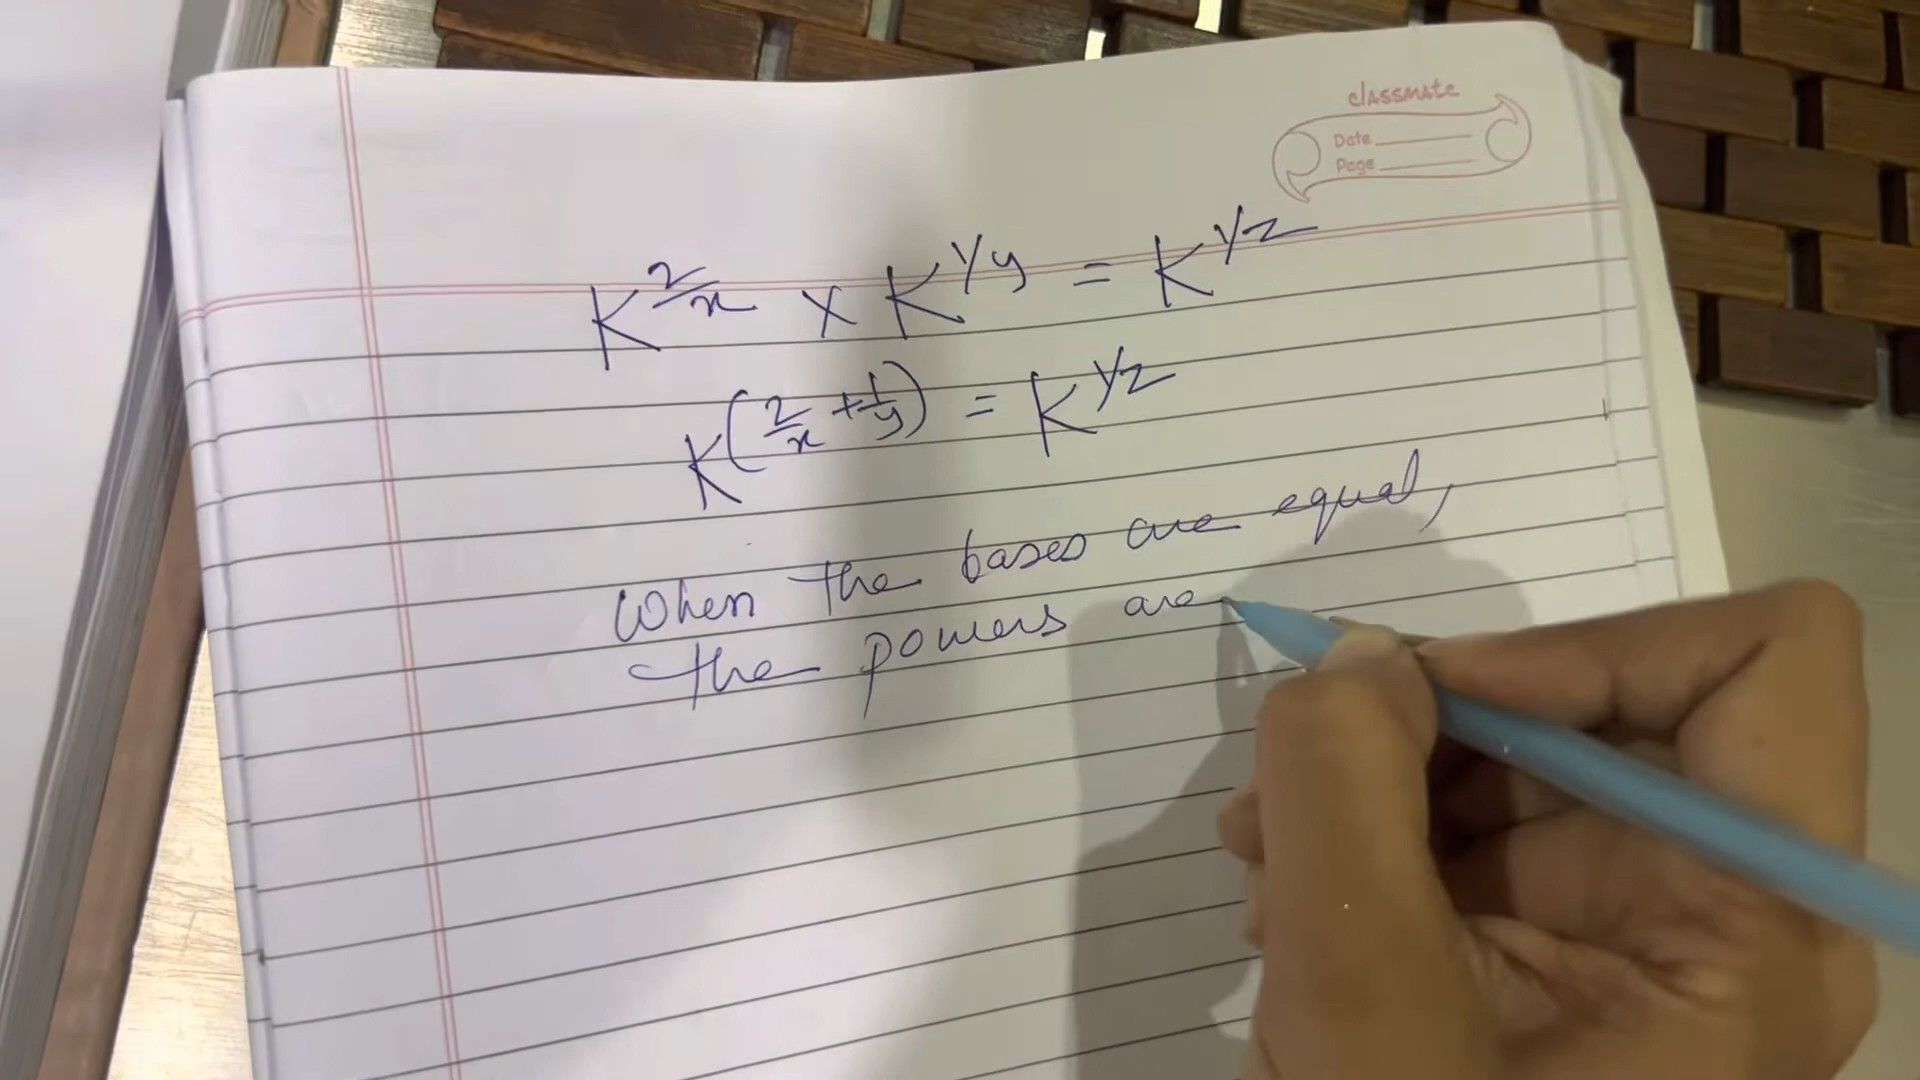 classmate
Date
Page
K^(2/x) × K^(1/y) = K^(1/z)
K^(2/x + 1/y) = K^(1/z)
When the bases are equal,
the powers are